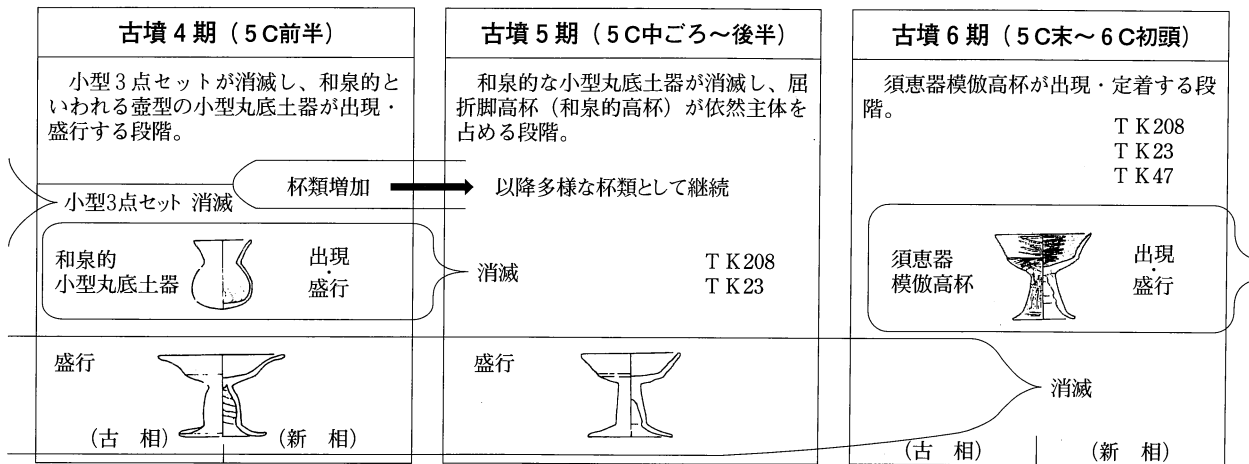 古墳4期（5C前半）
小型3点セットが消滅し、和泉的と
いわれる壺型の小型丸底土器が出現・
盛行する段階。
杯類増加
小型3点セット 消滅
和泉的
小型丸底土器
出現・盛行
盛行
（古 相）
（新 相）
古墳5期（5C中ごろ～後半）
和泉的な小型丸底土器が消滅し、屈
折脚高杯（和泉的高杯）が依然主体を
占める段階。
以降多様な杯類として継続
消滅
TK208
TK23
盛行
古墳6期（5C末～6C初頭）
須恵器模倣高杯が出現・定着する段
階。
TK208
TK23
TK47
須恵器
模倣高杯
出現・盛行
消滅
（古 相）
（新 相）